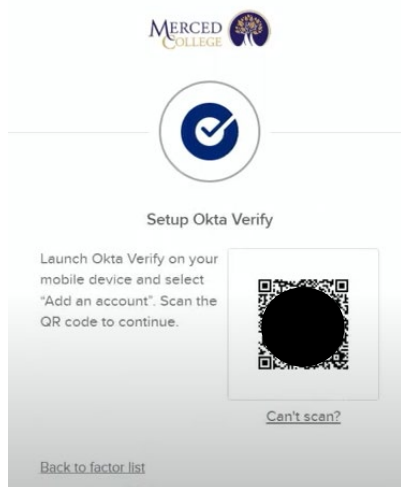 MERCED
COLLEGE
Setup Okta Verify
Launch Okta Verify on your
mobile device and select
“Add an account”. Scan the
QR code to continue.
Can't scan?
Back to factor list